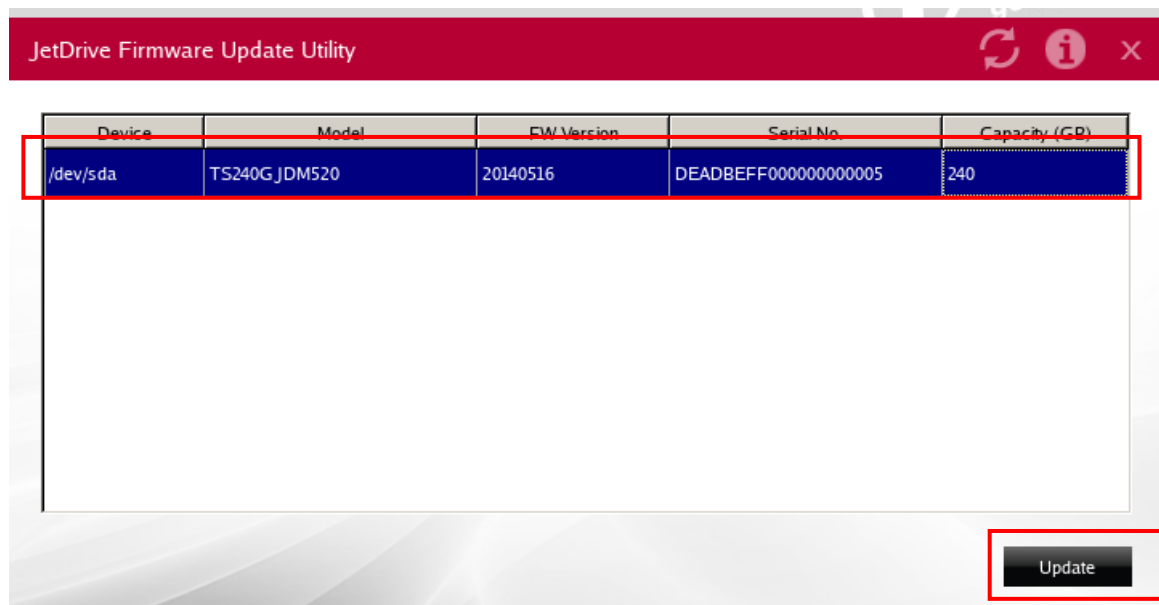 JetDrive Firmware Update Utility
Device Model FW Version Serial No. Capacity (GB)
/dev/sda TS240GJDM520 20140516 DEADBEFF000000000005 240
Update